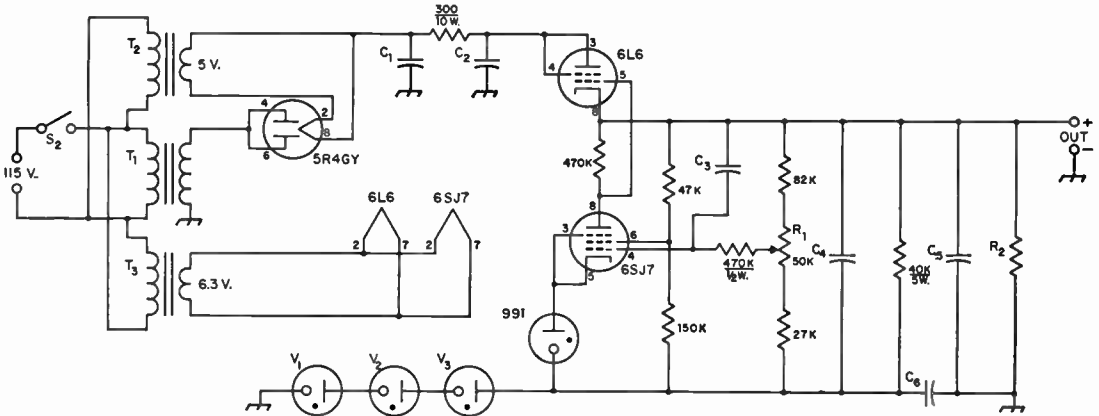 300
10 W.
T2
5 V.
C1
C2
3
6L6
4
5
8
4
2
8
6
5R4GY
S2
T1
115 V~
+
OUT
-
470K
47K
C3
82K
R1
50K
C4
40K
5W.
C5
R2
8
3
6
4
6SJ7
5
470K
½W.
6L6
6SJ7
2
7
2
7
T3
6.3 V.
991
150K
27K
V1
V2
V3
C6